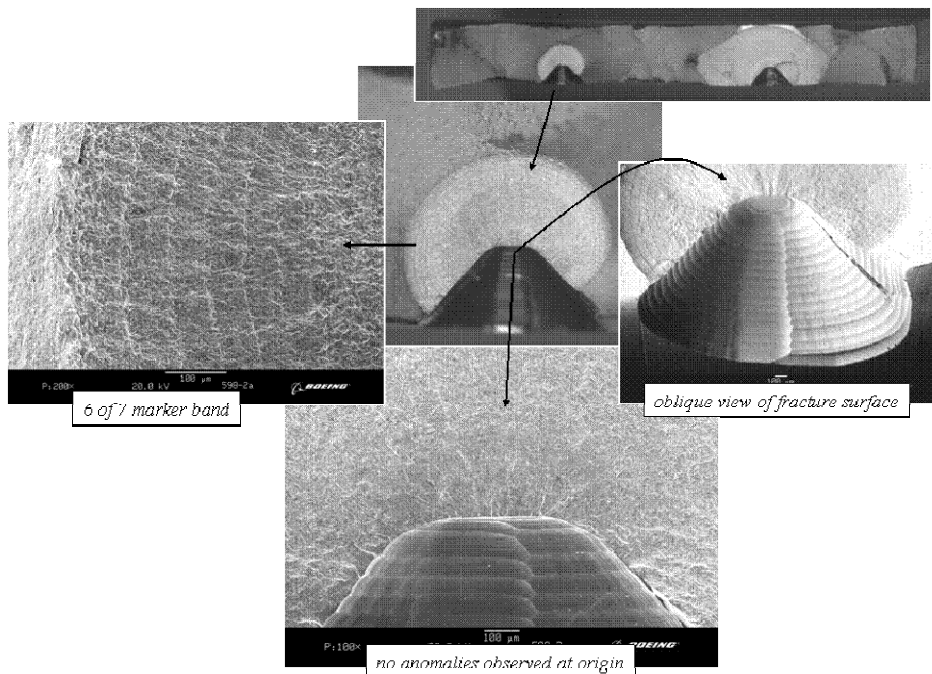 P:200× 100 µm 20.0 kV 598-2a BOEING
6 of 7 marker band
100 µm
oblique view of fracture surface
P:100× 100 µm BOEING
no anomalies observed at origin